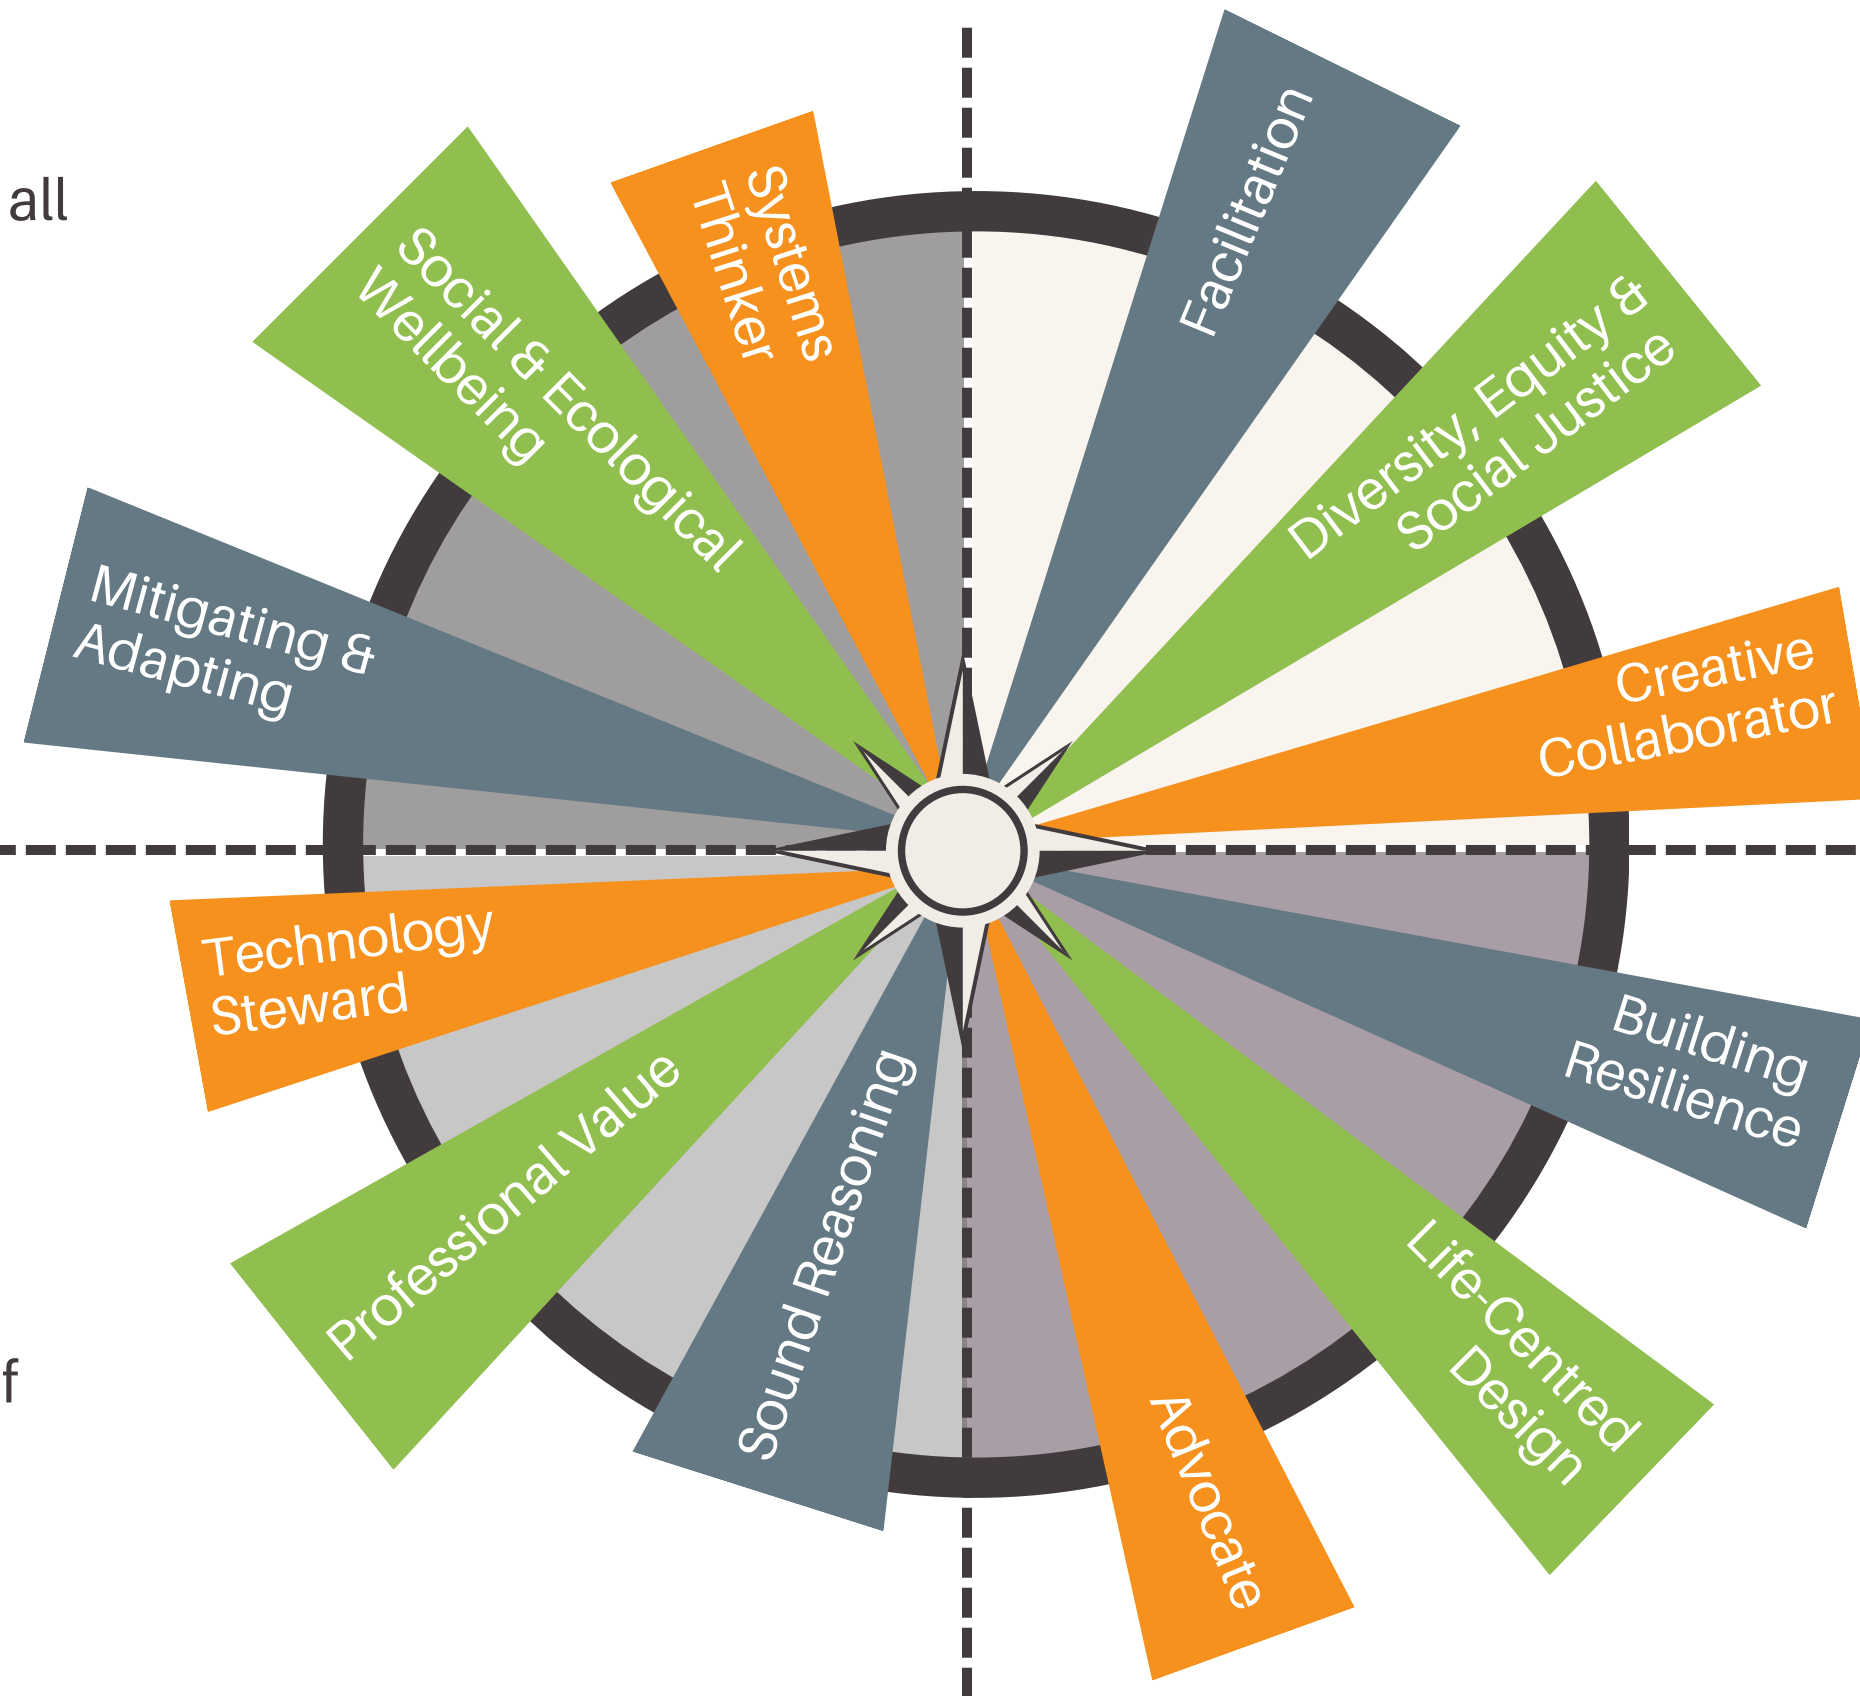 all
Systems
Thinker
Facilitation
Social & Ecological
Wellbeing
Diversity, Equity &
Social Justice
Mitigating &
Adapting
Creative
Collaborator
Technology
Steward
Building
Resilience
Professional Value
Sound Reasoning
Life-Centred
Design
Advocate
f